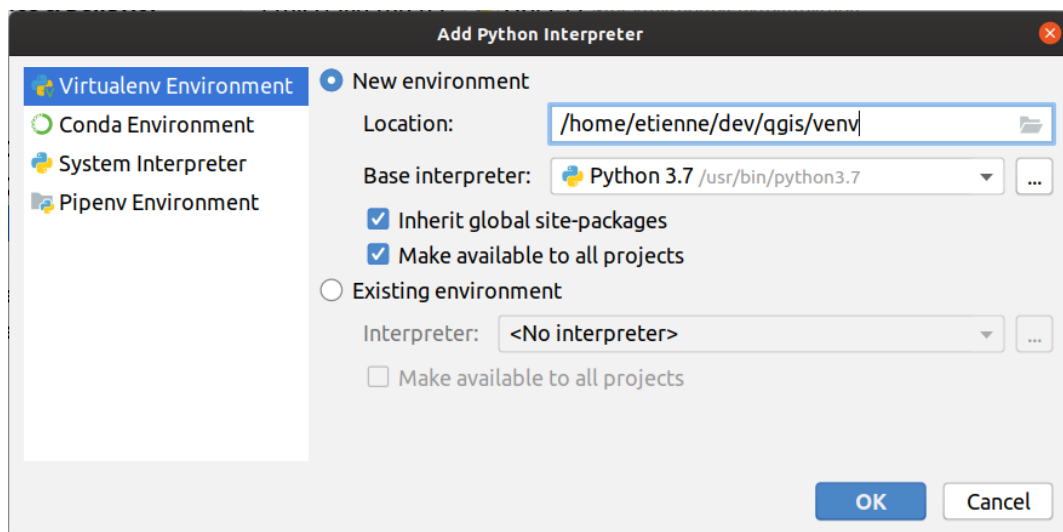 Add Python Interpreter
Virtualenv Environment
Conda Environment
System Interpreter
Pipenv Environment
New environment
Location: /home/etienne/dev/qgis/venv
Base interpreter: Python 3.7 /usr/bin/python3.7 ...
Inherit global site-packages
Make available to all projects
Existing environment
Interpreter: <No interpreter> ...
Make available to all projects
OK Cancel